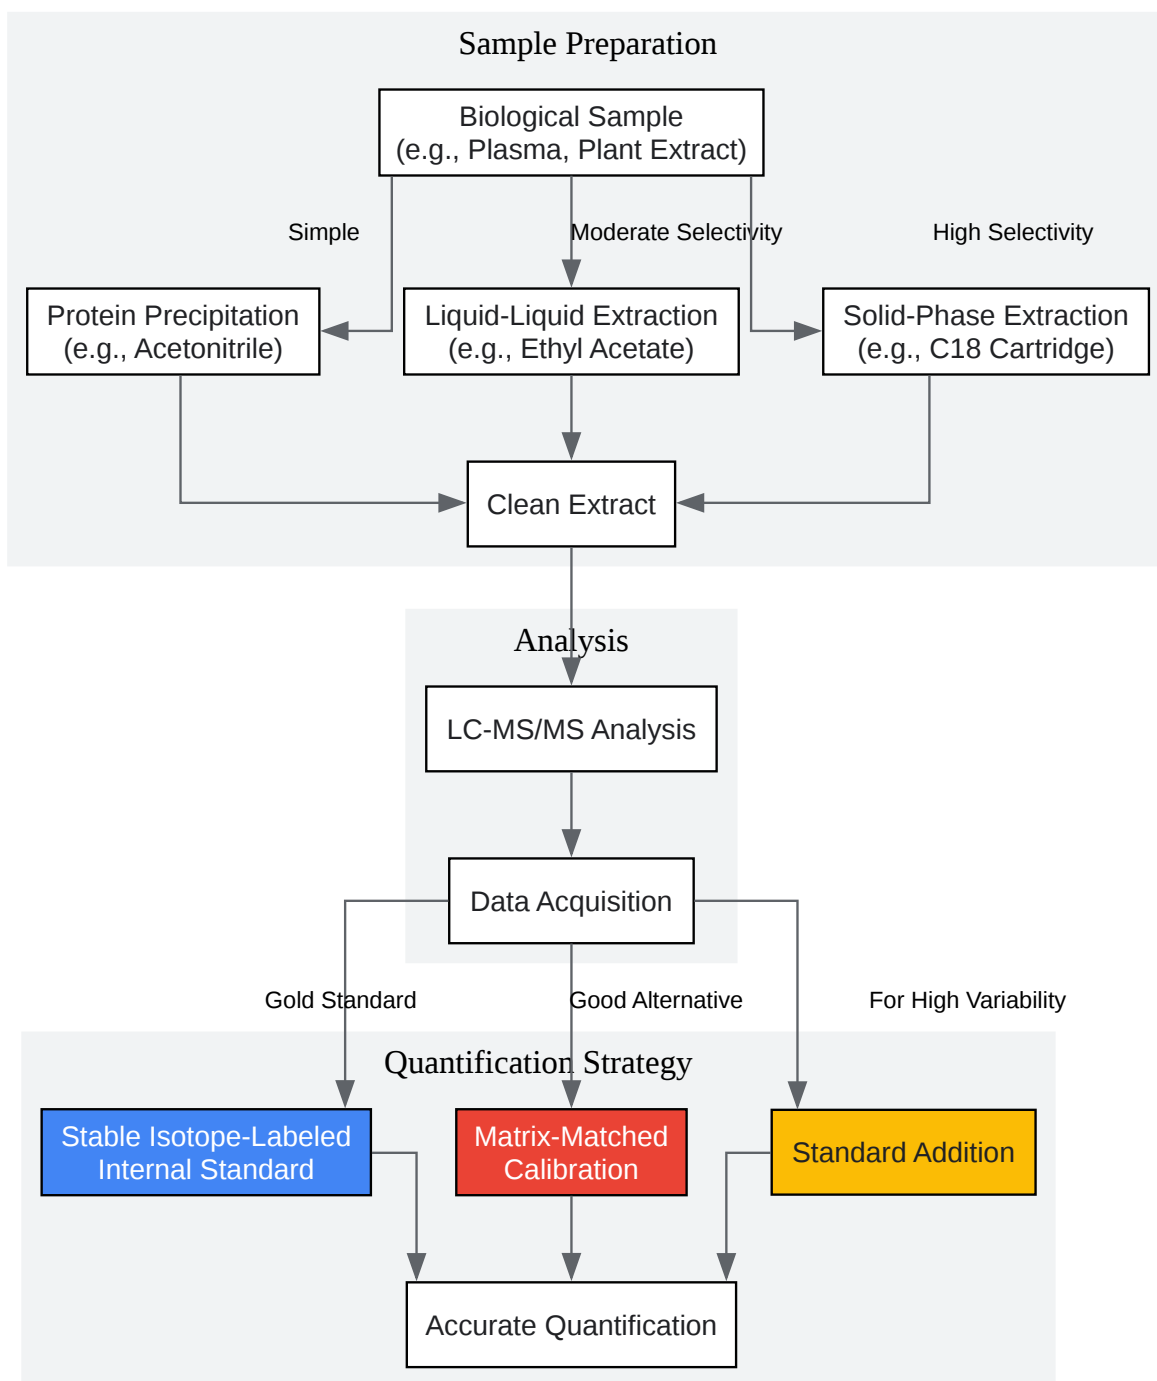 Sample Preparation
Biological Sample
(e.g., Plasma, Plant Extract)
Simple
Moderate Selectivity
High Selectivity
Protein Precipitation
(e.g., Acetonitrile)
Liquid-Liquid Extraction
(e.g., Ethyl Acetate)
Solid-Phase Extraction
(e.g., C18 Cartridge)
Clean Extract
Analysis
LC-MS/MS Analysis
Data Acquisition
Gold Standard
Good Alternative
For High Variability
Quantification Strategy
Stable Isotope-Labeled
Internal Standard
Matrix-Matched
Calibration
Standard Addition
Accurate Quantification